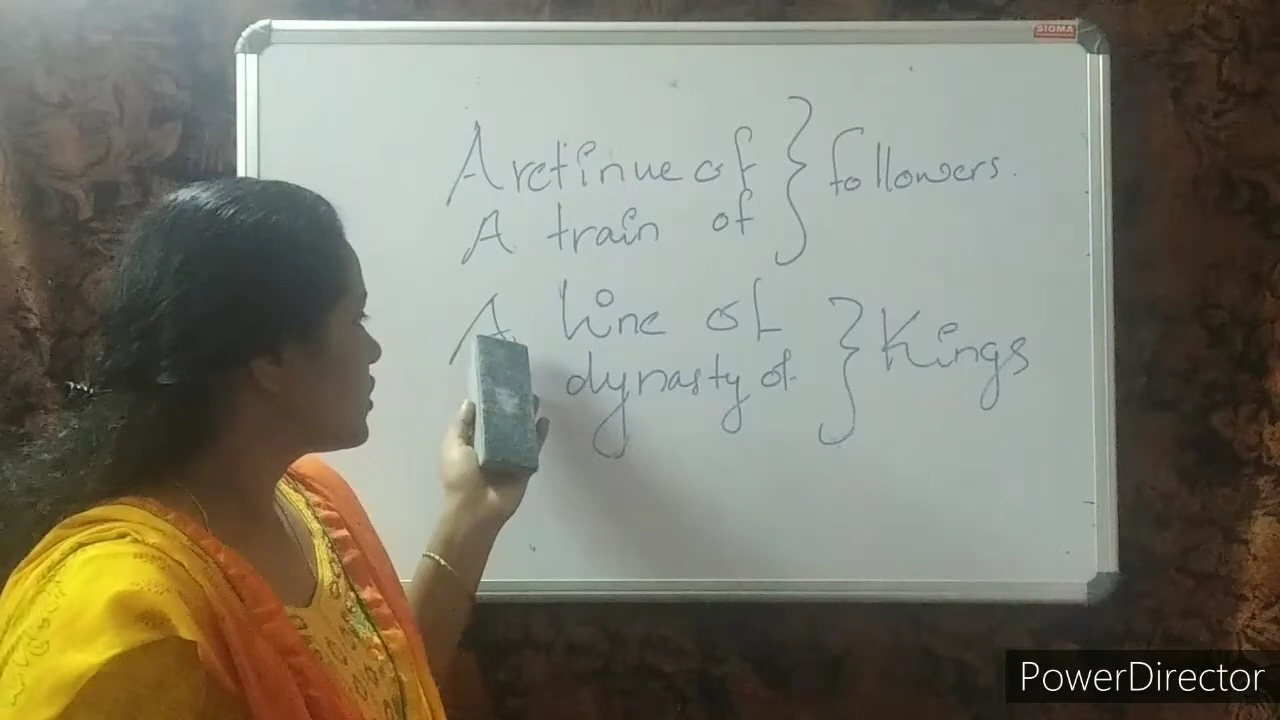 SIGMA
A retinue of } followers.
A train of
A line of } Kings
dynasty of
PowerDirector